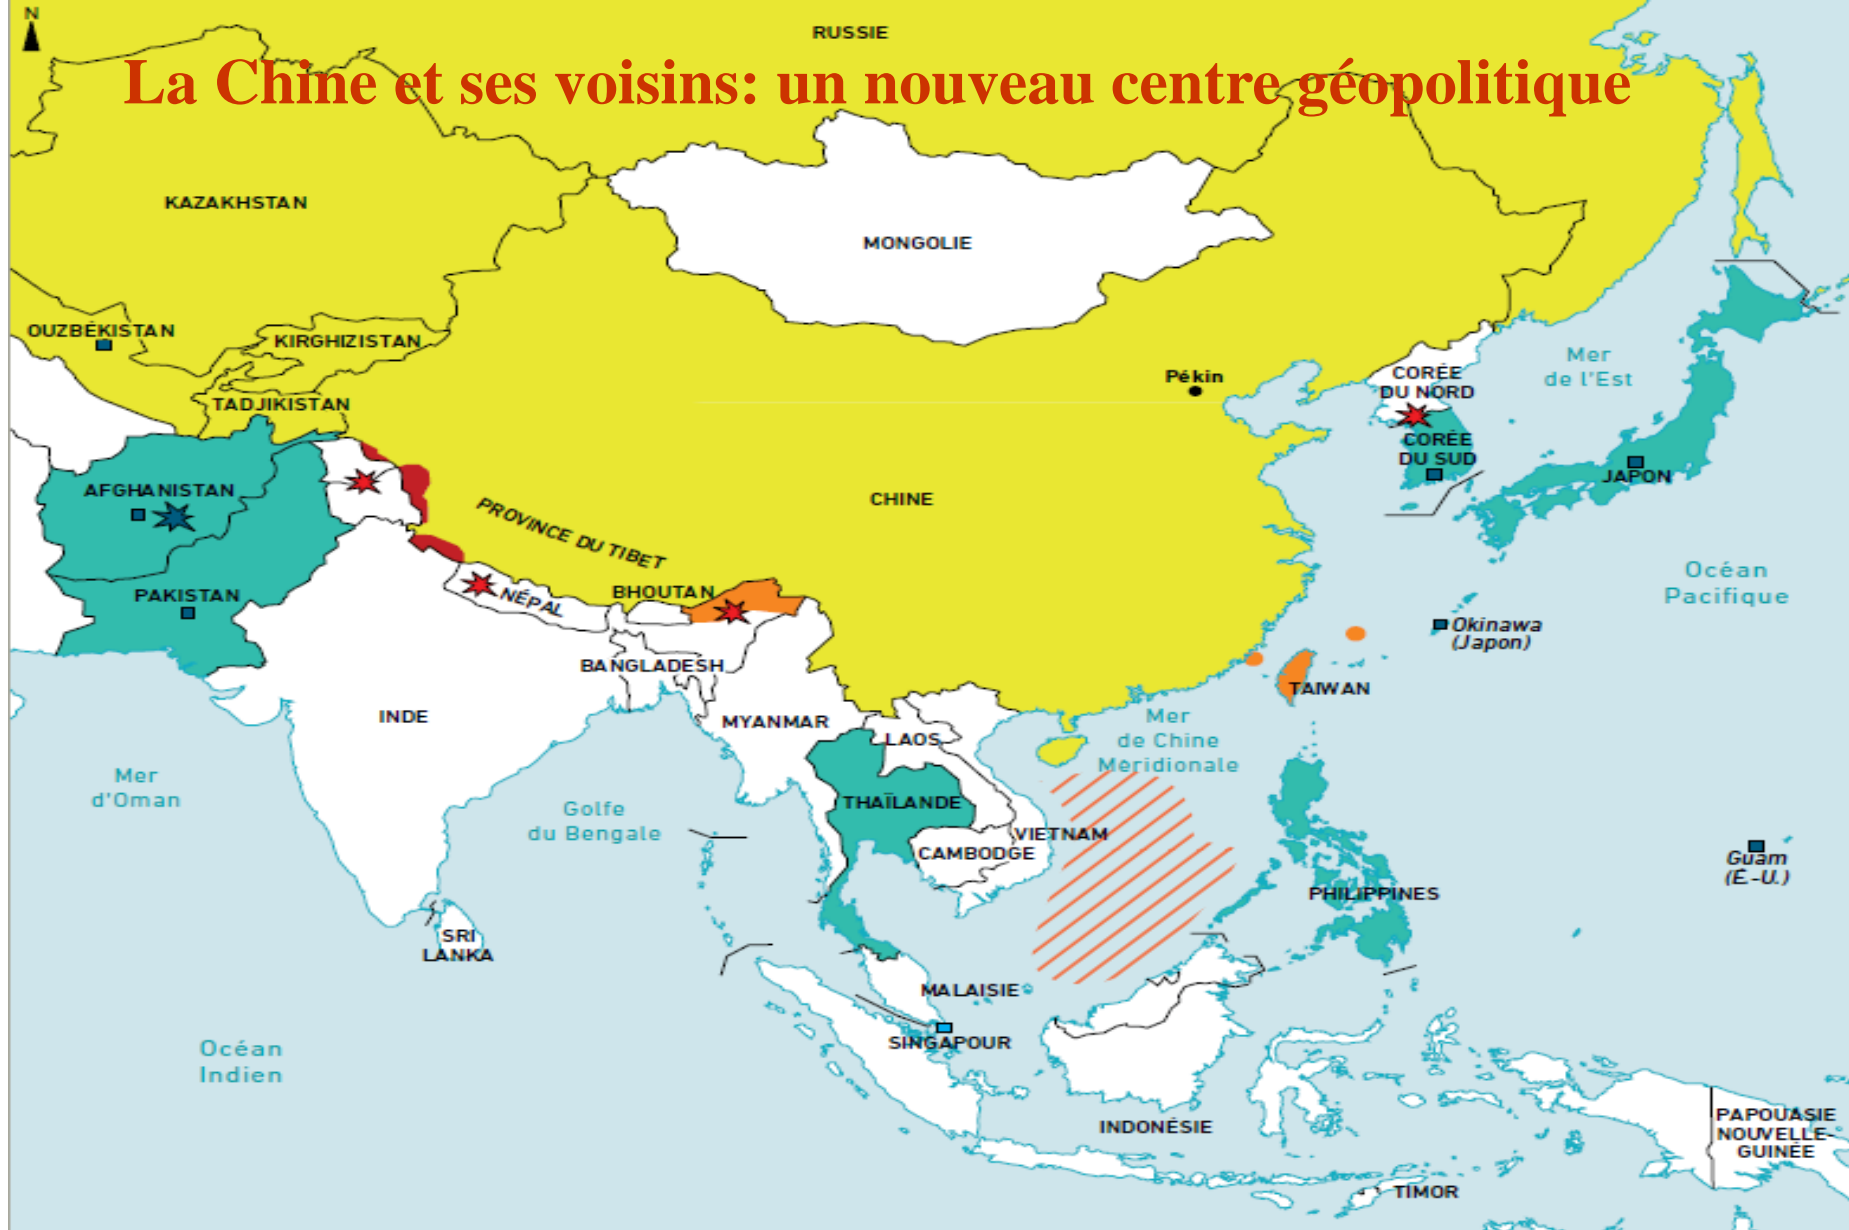 N
RUSSIE
La Chine et ses voisins: un nouveau centre géopolitique
KAZAKHSTAN
MONGOLIE
OUZBÉKISTAN
KIRGHIZISTAN
Mer
de l'Est
Pékin
CORÉE
DU NORD
TADJIKISTAN
CORÉE
DU SUD
JAPON
AFGHANISTAN
CHINE
PROVINCE DU TIBET
Océan
Pacifique
PAKISTAN
NÉPAL
BHOUTAN
Okinawa
(Japon)
BANGLADESH
TAIWAN
INDE
MYANMAR
LAOS
Mer
de Chine
Méridionale
Mer
d'Oman
Golfe
du Bengale
THAÏLANDE
VIETNAM
CAMBODGE
Guam
(É.-U.)
PHILIPPINES
SRI
LANKA
MALAISIE
SINGAPOUR
Océan
Indien
INDONÉSIE
PAPOUASIE
NOUVELLE-
GUINÉE
TIMOR